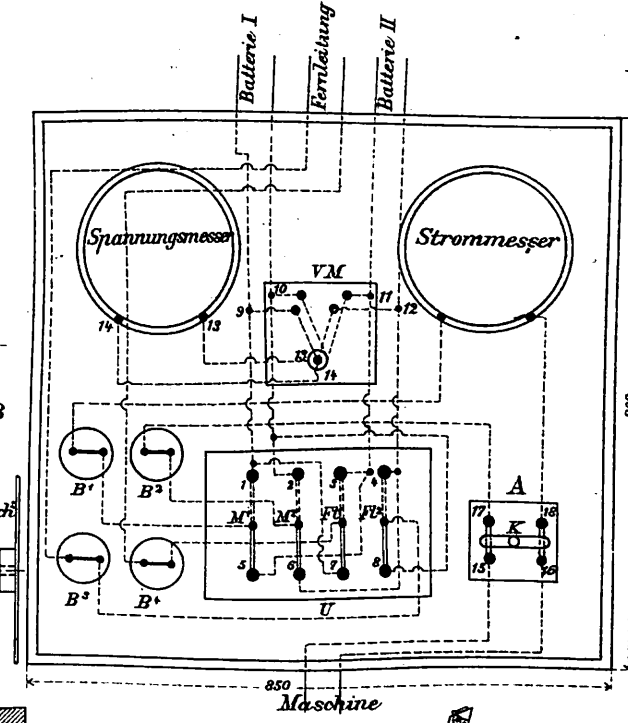 Batterie I
Fernleitung
Batterie II
Spannungsmesser
Strommesser
VM
10
11
9
12
14
13
13
14
B¹
B²
1
2
3
4
M¹
M²
Fl¹
Fl²
5
6
7
8
U
A
17
18
K
15
16
B³
B⁴
850
Maschine